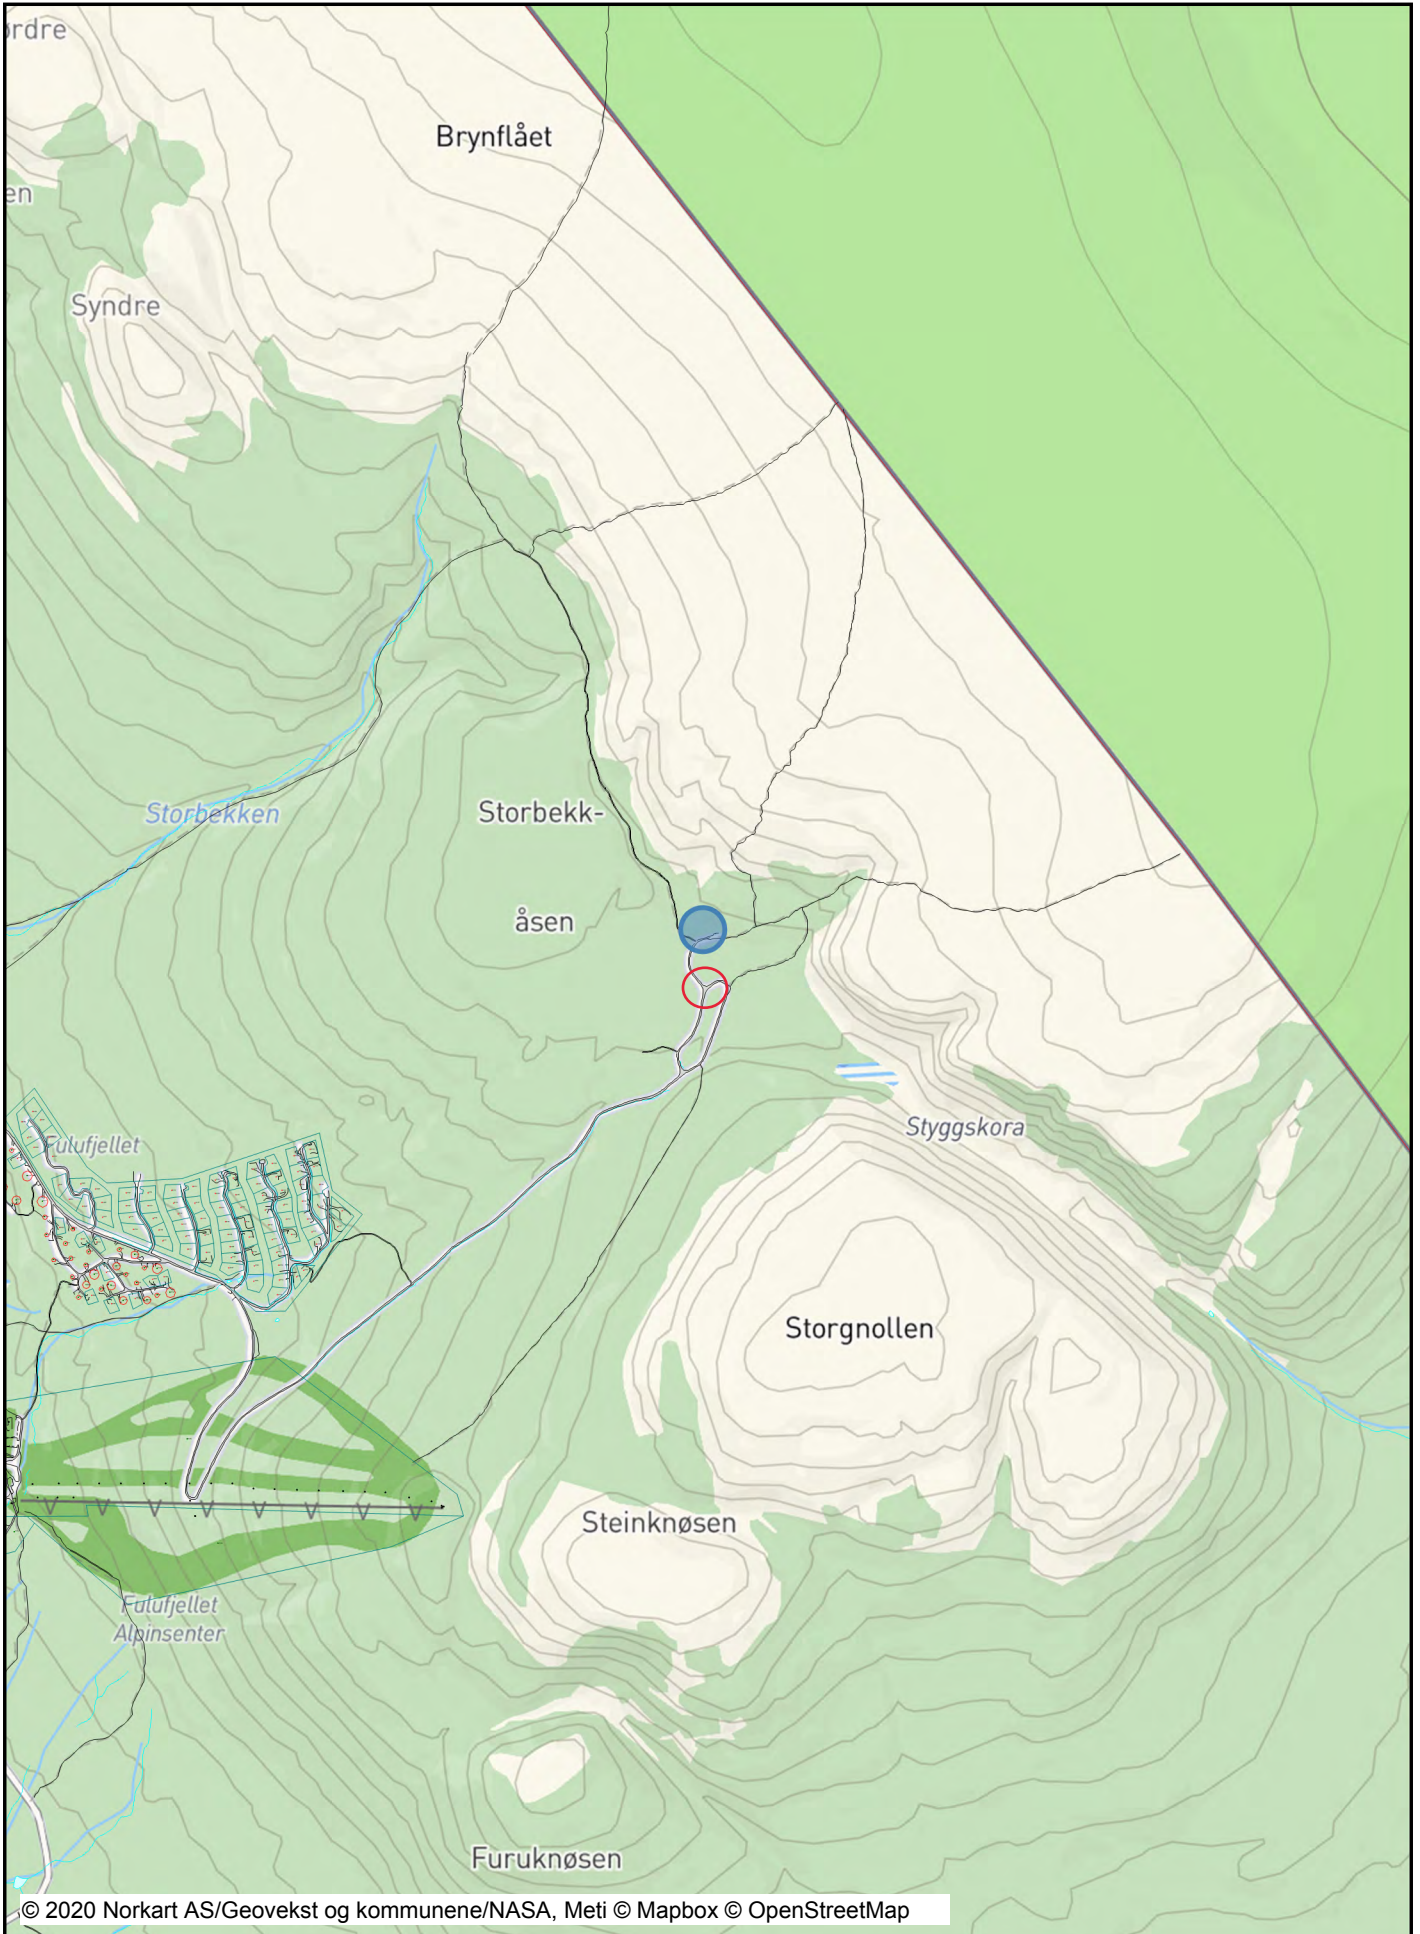 ørdre
Brynflået
en
Syndre
Storbekken
Storbekk-
åsen
Styggskora
Fulufjellet
Storgnollen
Steinknøsen
Fulufjellet
Alpinsenter
Furuknøsen
© 2020 Norkart AS/Geovekst og kommunene/NASA, Meti © Mapbox © OpenStreetMap